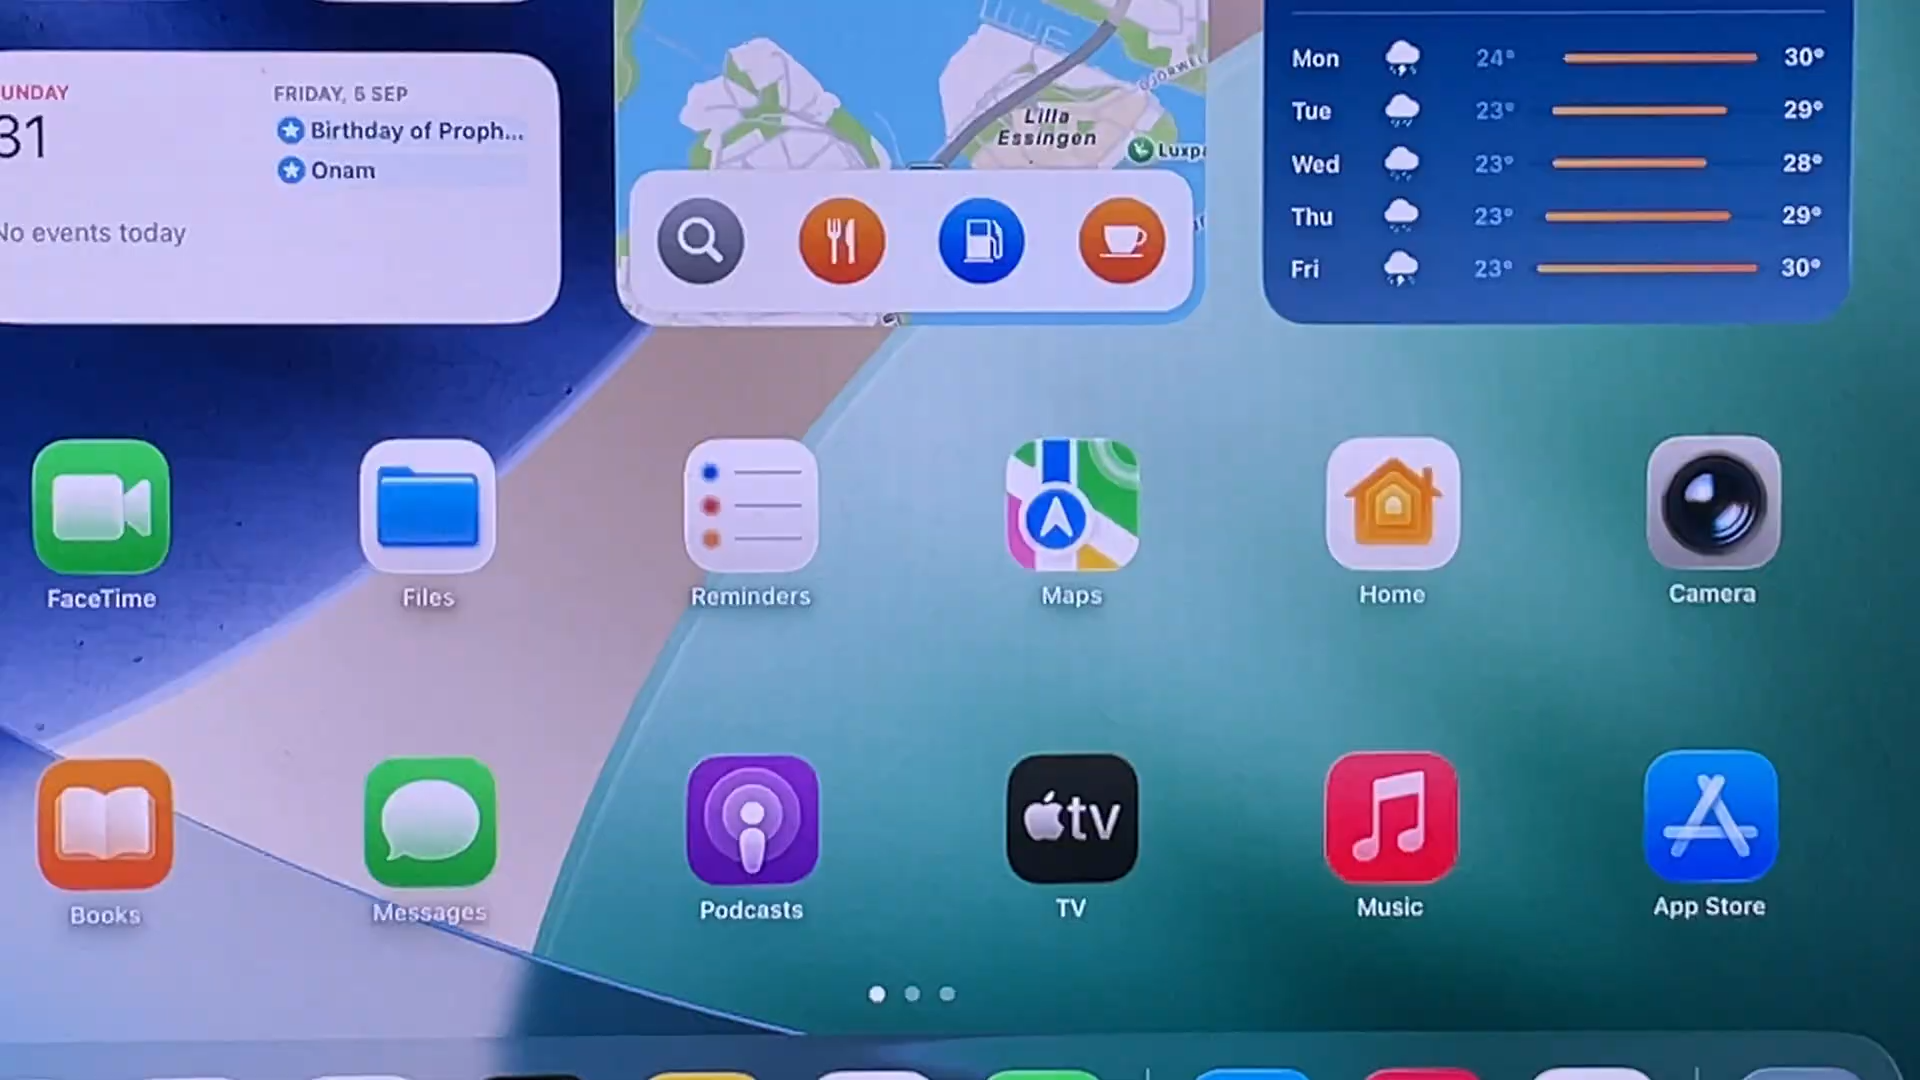 UNDAY
31
No events today
FRIDAY, 5 SEP
Birthday of Proph...
Onam
Lilla
Essingen
Luxpa
Mon 24° 30°
Tue 23° 29°
Wed 23° 28°
Thu 23° 29°
Fri 23° 30°
FaceTime
Files
Reminders
Maps
Home
Camera
tv
Books
Messages
Podcasts
TV
Music
App Store